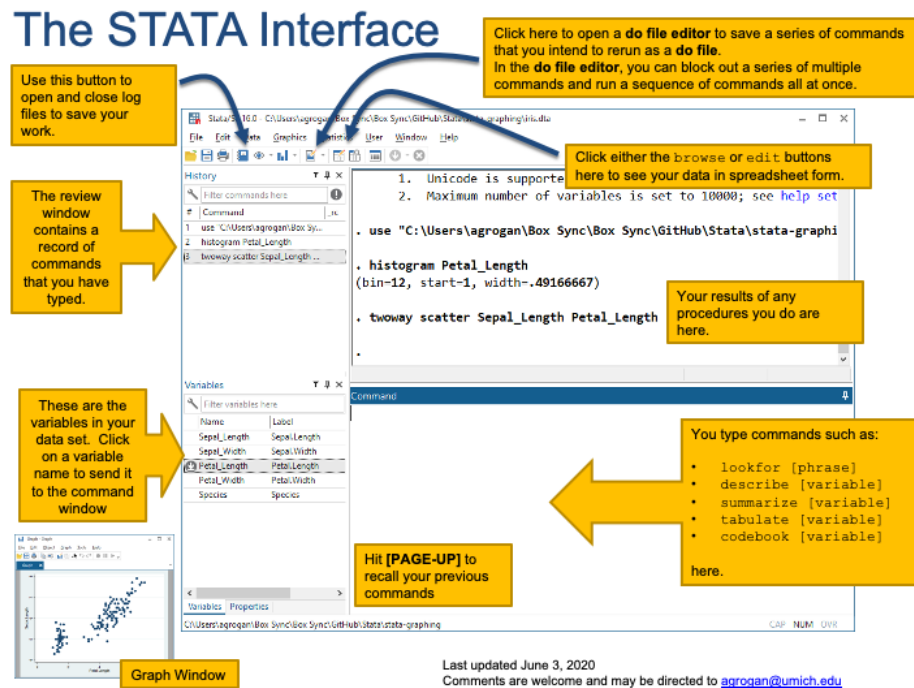 The STATA Interface
Click here to open a do file editor to save a series of commands
that you intend to rerun as a do file.
In the do file editor, you can block out a series of multiple
commands and run a sequence of commands all at once.
Use this button to
open and close log
files to save your
work.
Click either the browse or edit buttons
here to see your data in spreadsheet form.
File Edit Graphics User Window Help
History
Filter commands here
# Command _rc
1 use "C:\Users\agrogan\Box Sy...
2 histogram Petal_Length
3 twoway scatter Sepal_Length ...
The review
window
contains a
record of
commands
that you have
typed.
1. Unicode is supporte
2. Maximum number of variables is set to 10000; see help set
. use "C:\Users\agrogan\Box Sync\Box Sync\GitHub\Stata\stata-graphi
. histogram Petal_Length
(bin=12, start=1, width=.49166667)
. twoway scatter Sepal_Length Petal_Length
.
Your results of any
procedures you do are
here.
Variables
Filter variables here
Name Label
Sepal_Length Sepal.Length
Sepal_Width Sepal.Width
Petal_Length Petal.Length
Petal_Width Petal.Width
Species Species
Variables Properties
C:\Users\agrogan\Box Sync\Box Sync\GitHub\Stata\stata-graphing
CAP NUM OVR
These are the
variables in your
data set. Click
on a variable
name to send it
to the command
window
Command
You type commands such as:
• lookfor [phrase]
• describe [variable]
• summarize [variable]
• tabulate [variable]
• codebook [variable]
here.
Hit [PAGE-UP] to
recall your previous
commands
Graph Window
Last updated June 3, 2020
Comments are welcome and may be directed to agrogan@umich.edu